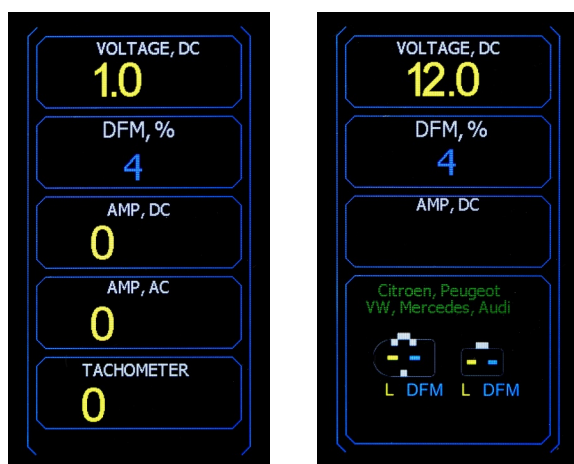 VOLTAGE, DC
1.0
DFM, %
4
AMP, DC
0
AMP, AC
0
TACHOMETER
0
VOLTAGE, DC
12.0
DFM, %
4
AMP, DC
Citroen, Peugeot
VW, Mercedes, Audi
L DFM L DFM